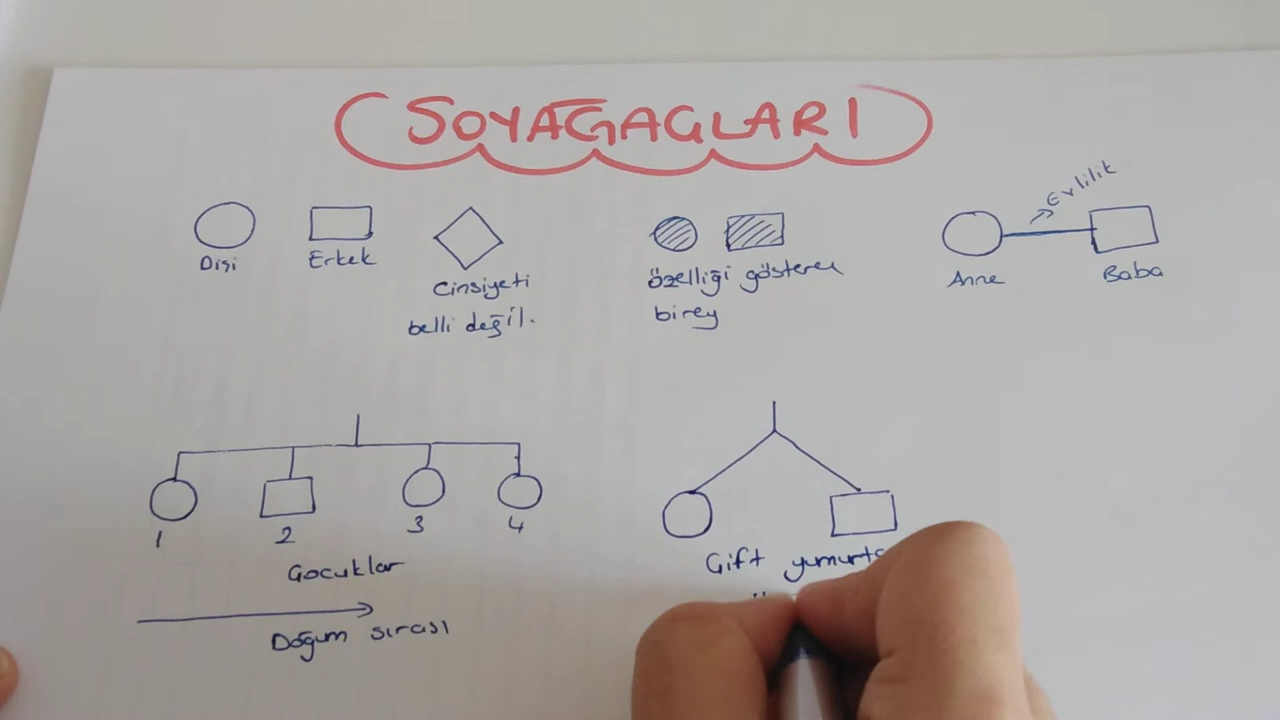 SOYAĞAÇLARI
Dişi
Erkek
Cinsiyeti
belli değil.
özelliği gösteren
birey
Evlilik
Anne
Baba
1 2 3 4
Çocuklar
Doğum sırası
Çift